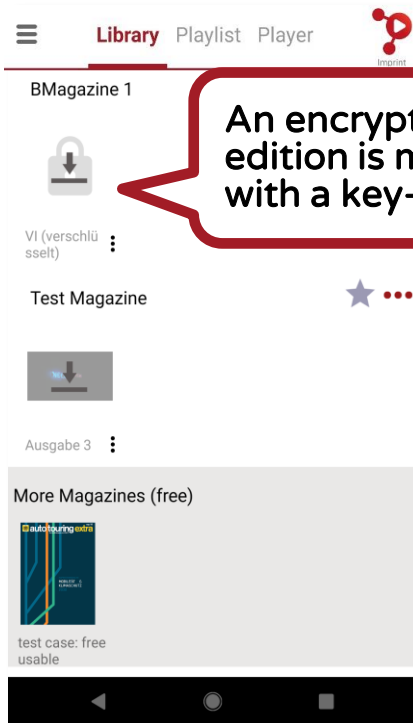 Library Playlist Player
Imprint
BMagazine 1
An encrypt
edition is m
with a key-
VI (verschlü
sselt)
Test Magazine
Ausgabe 3
More Magazines (free)
auto touring extra
test case: free
usable